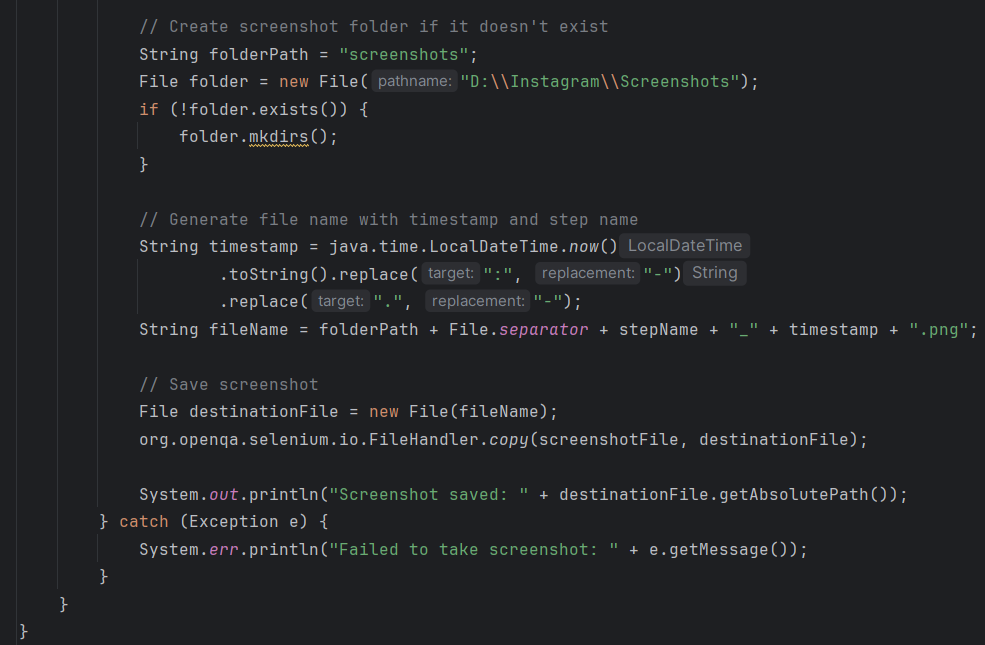 // Create screenshot folder if it doesn't exist
String folderPath = "screenshots";
File folder = new File( pathname: "D:\\Instagram\\Screenshots");
if (!folder.exists()) {
folder.mkdirs();
}
// Generate file name with timestamp and step name
String timestamp = java.time.LocalDateTime.now() LocalDateTime
.toString().replace( target: ":", replacement: "-") String
.replace( target: ".", replacement: "-");
String fileName = folderPath + File.separator + stepName + "_" + timestamp + ".png";
// Save screenshot
File destinationFile = new File(fileName);
org.openqa.selenium.io.FileHandler.copy(screenshotFile, destinationFile);
System.out.println("Screenshot saved: " + destinationFile.getAbsolutePath());
} catch (Exception e) {
System.err.println("Failed to take screenshot: " + e.getMessage());
}
}
}